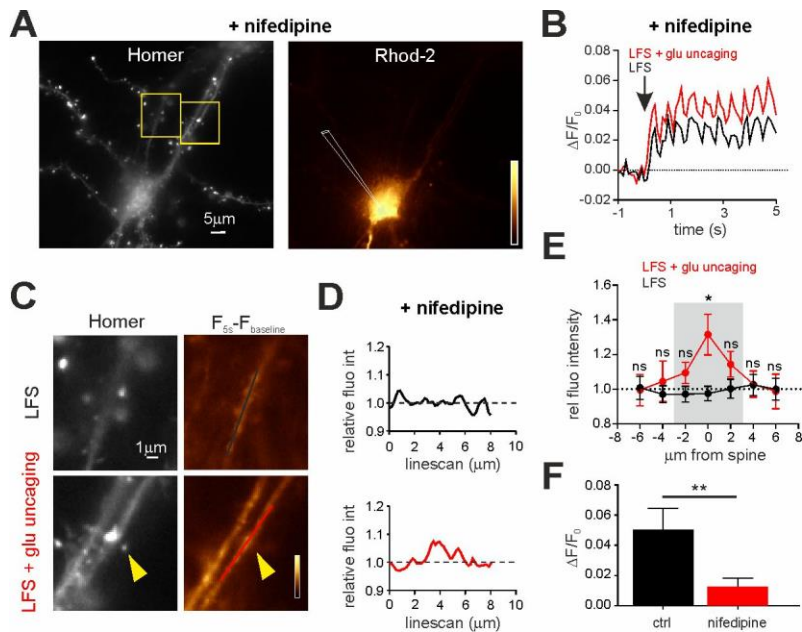 A
+ nifedipine
Homer
Rhod-2
5μm
B
+ nifedipine
LFS + glu uncaging
LFS
ΔF/F0
0.08
0.06
0.04
0.02
0.00
-0.02
-1 1 3 5
time (s)
C
Homer
F5s-Fbaseline
LFS
1μm
LFS + glu uncaging
D
+ nifedipine
relative fluo int
1.2
1.1
1.0
0.9
0 2 4 6 8 10
linescan (μm)
relative fluo int
1.2
1.1
1.0
0.9
0 2 4 6 8 10
linescan (μm)
E
LFS + glu uncaging
LFS
rel fluo intensity
1.6
1.4
1.2
1.0
0.8
*
ns ns ns ns ns ns
-8 -6 -4 -2 0 2 4 6 8
μm from spine
F
ΔF/F0
0.08
0.06
0.04
0.02
0.00
**
ctrl nifedipine